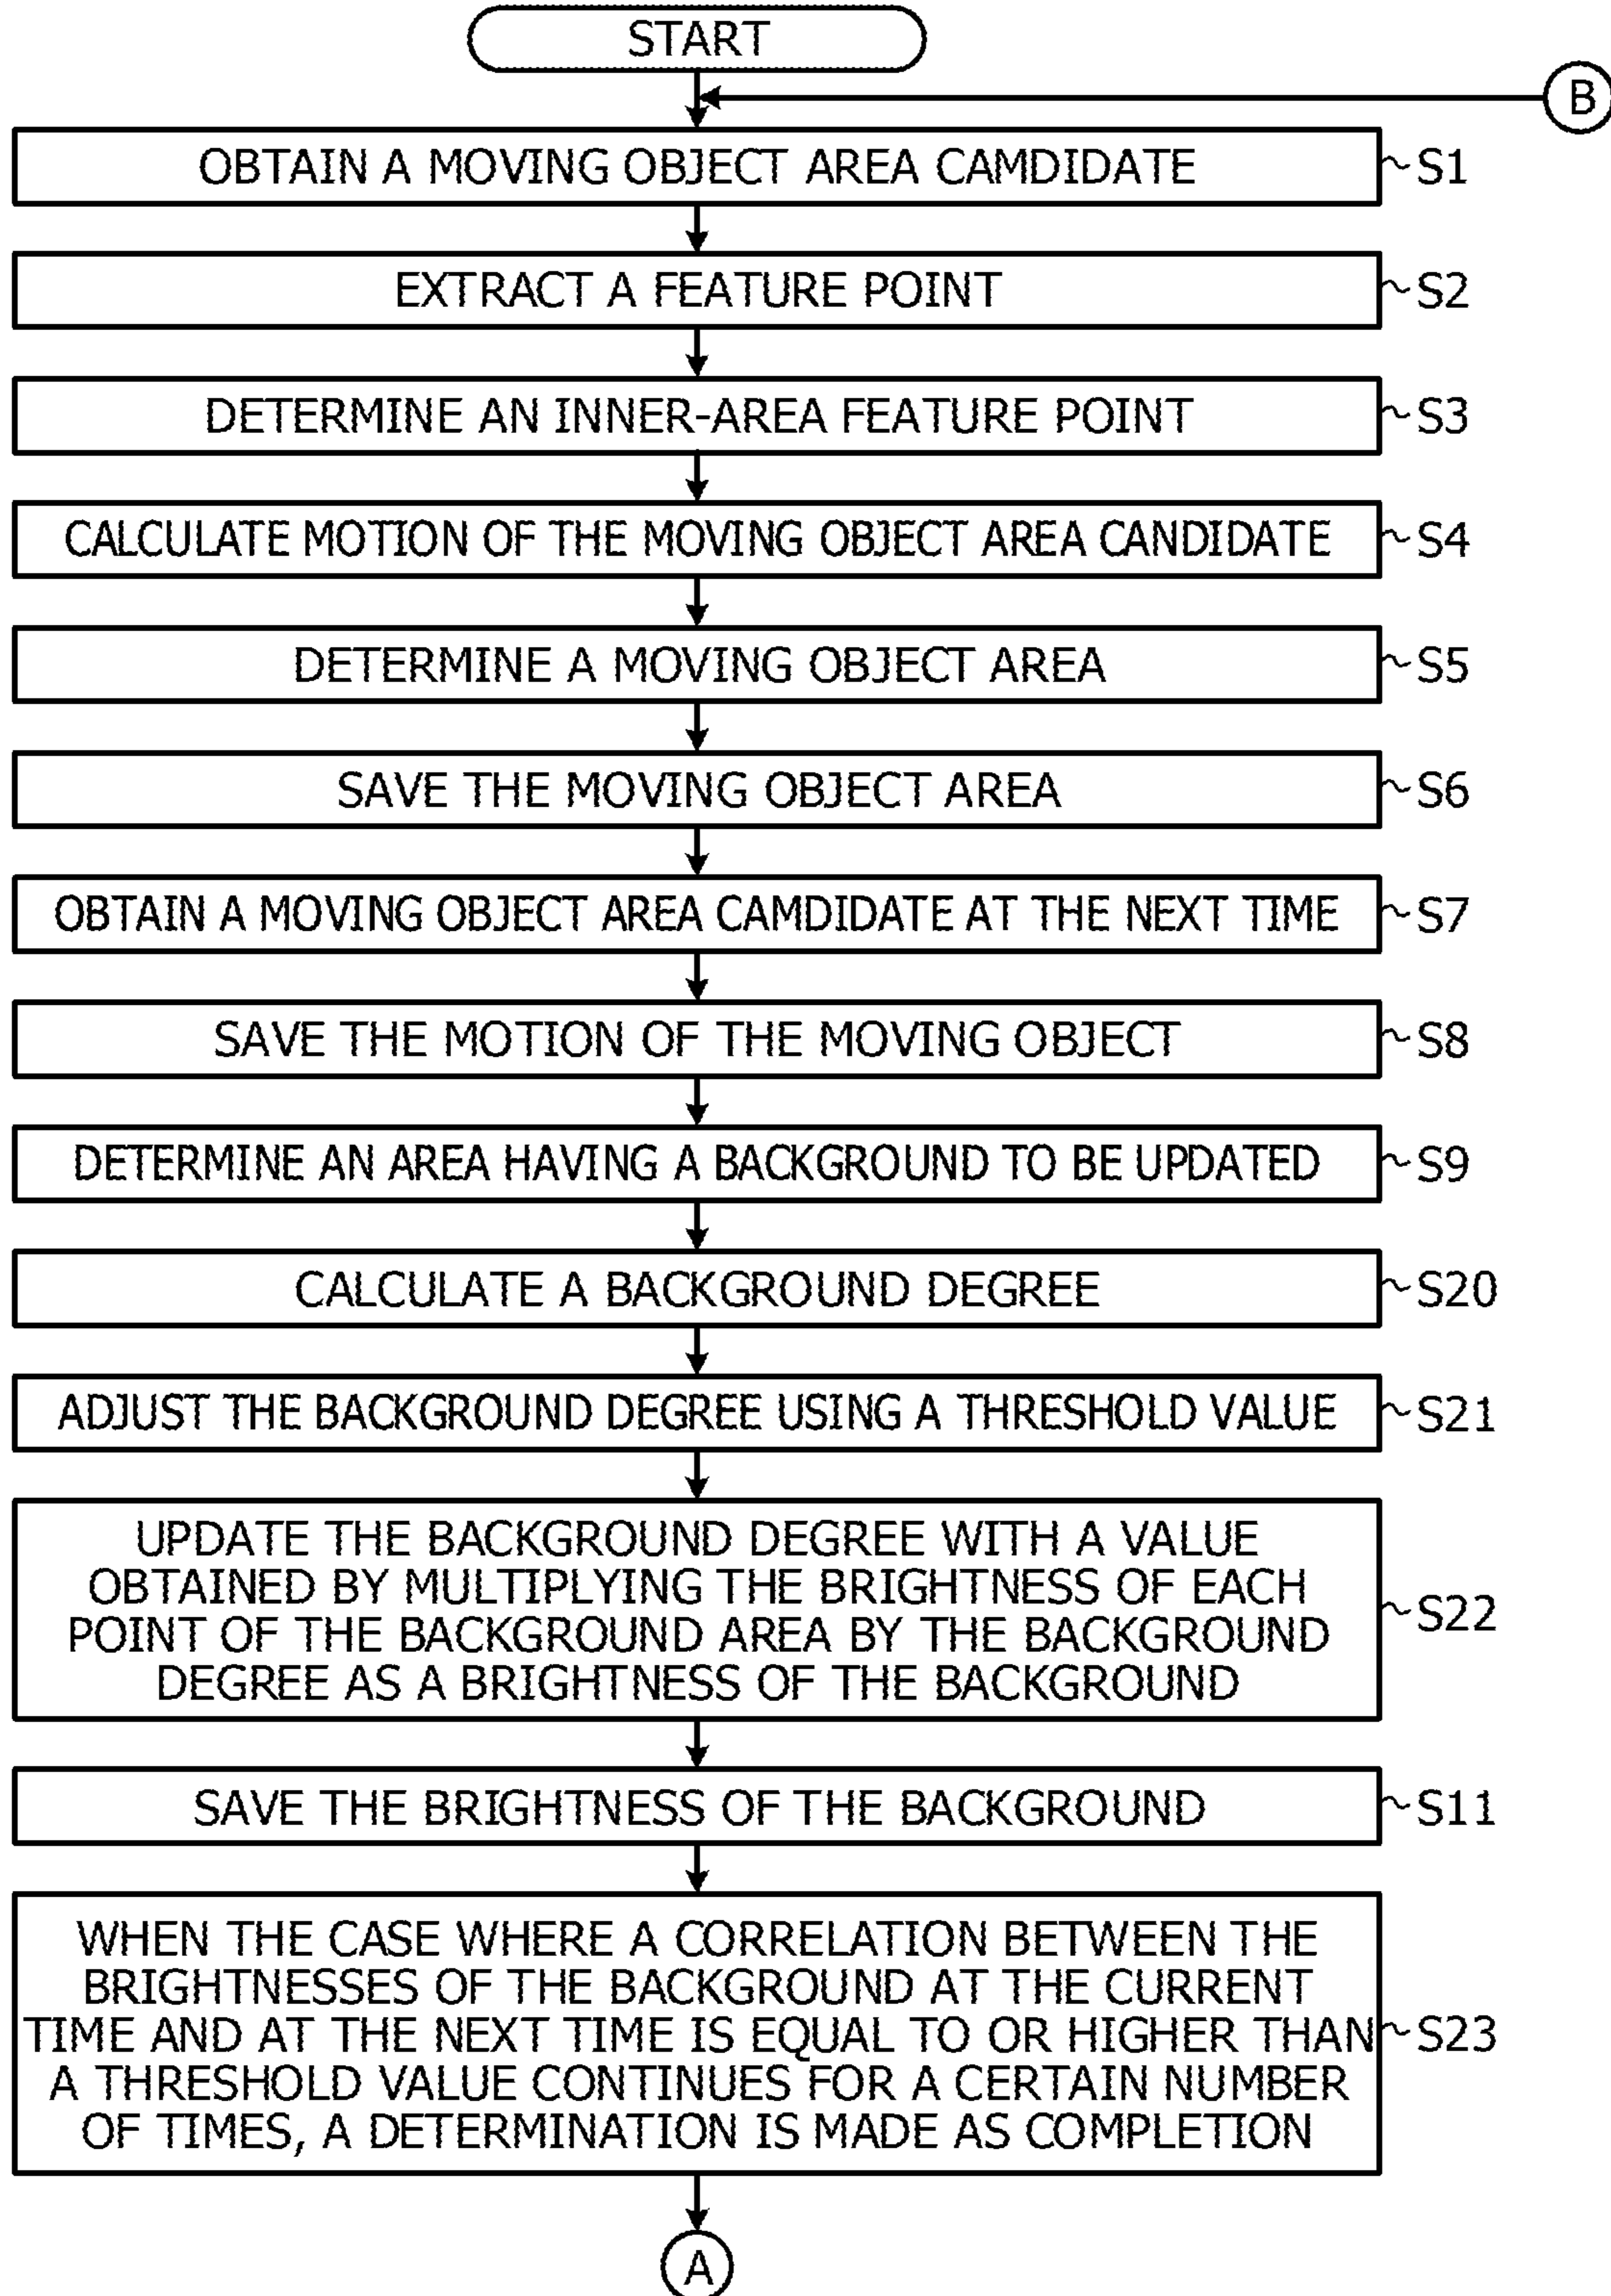 START
B
OBTAIN A MOVING OBJECT AREA CAMDIDATE
S1
EXTRACT A FEATURE POINT
S2
DETERMINE AN INNER-AREA FEATURE POINT
S3
CALCULATE MOTION OF THE MOVING OBJECT AREA CANDIDATE
S4
DETERMINE A MOVING OBJECT AREA
S5
SAVE THE MOVING OBJECT AREA
S6
OBTAIN A MOVING OBJECT AREA CAMDIDATE AT THE NEXT TIME
S7
SAVE THE MOTION OF THE MOVING OBJECT
S8
DETERMINE AN AREA HAVING A BACKGROUND TO BE UPDATED
S9
CALCULATE A BACKGROUND DEGREE
S20
ADJUST THE BACKGROUND DEGREE USING A THRESHOLD VALUE
S21
UPDATE THE BACKGROUND DEGREE WITH A VALUE
OBTAINED BY MULTIPLYING THE BRIGHTNESS OF EACH
POINT OF THE BACKGROUND AREA BY THE BACKGROUND
DEGREE AS A BRIGHTNESS OF THE BACKGROUND
S22
SAVE THE BRIGHTNESS OF THE BACKGROUND
S11
WHEN THE CASE WHERE A CORRELATION BETWEEN THE
BRIGHTNESSES OF THE BACKGROUND AT THE CURRENT
TIME AND AT THE NEXT TIME IS EQUAL TO OR HIGHER THAN
A THRESHOLD VALUE CONTINUES FOR A CERTAIN NUMBER
OF TIMES, A DETERMINATION IS MADE AS COMPLETION
S23
A